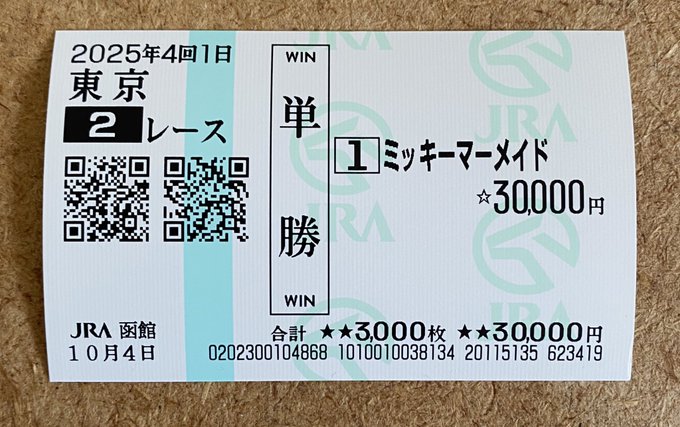 2025年4回1日
東京
2レース
WIN
単勝
WIN
1 ミッキーマーメイド
☆30,000円
JRA 函館
10月4日
合計 ★★3,000枚 ★★30,000円
0202300104868 1010010038134 20115135 623419
JRA
JRA
JRA